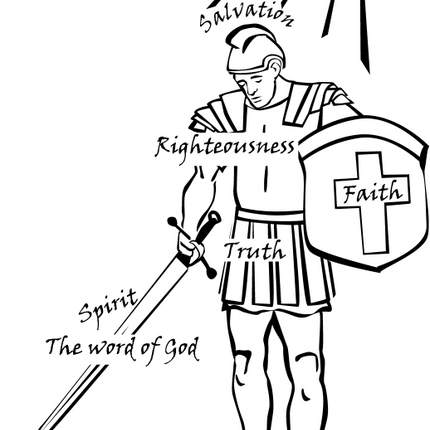 Salvation
Righteousness
Faith
Truth
Spirit
The word of God